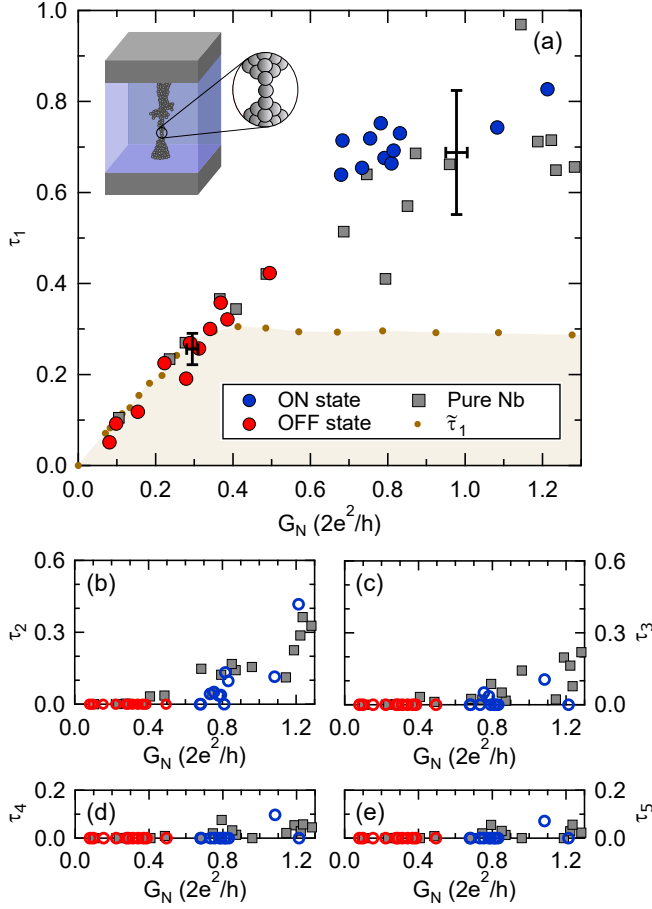 (a)
1.0
0.8
0.6
0.4
0.2
0.0
τ₁
ON state
OFF state
Pure Nb
τ̃₁
0.0 0.2 0.4 0.6 0.8 1.0 1.2
G_N (2e²/h)
(b)
0.6
0.3
0.0
τ₂
0.0 0.4 0.8 1.2
G_N (2e²/h)
(c)
0.6
0.3
0.0
τ₃
0.0 0.4 0.8 1.2
G_N (2e²/h)
(d)
0.2
0.0
τ₄
0.0 0.4 0.8 1.2
G_N (2e²/h)
(e)
0.2
0.0
τ₅
0.0 0.4 0.8 1.2
G_N (2e²/h)